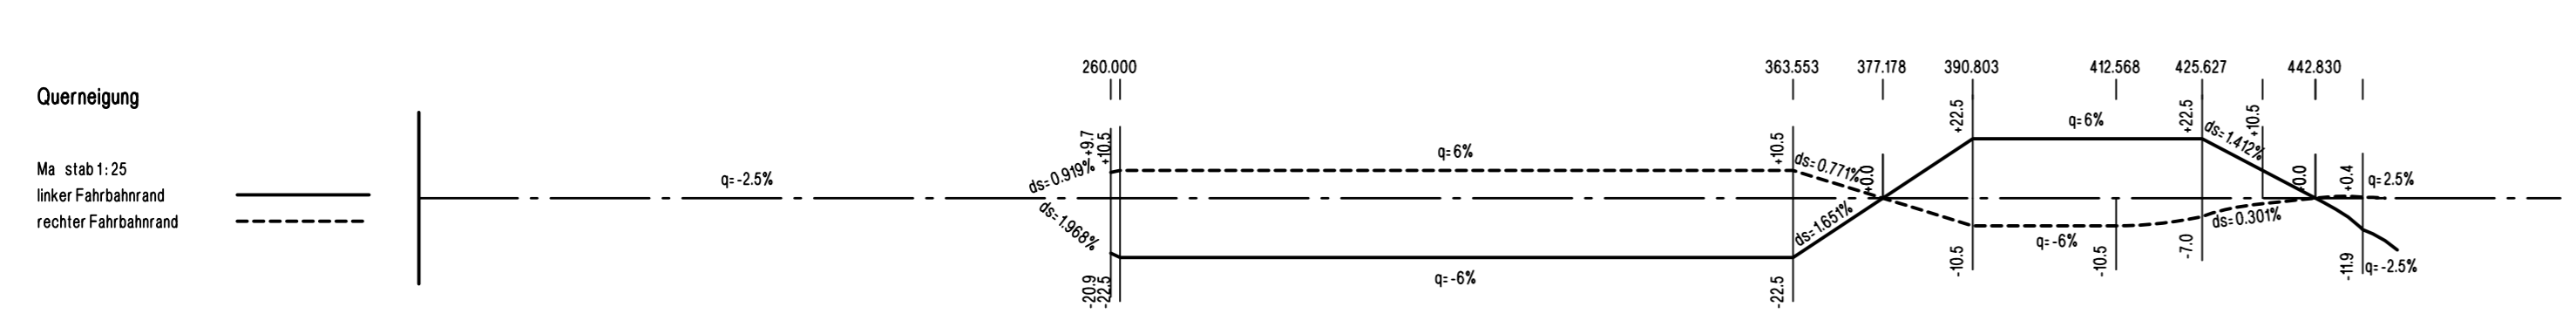 260.000
363.553
377.178
390.803
412.568
425.627
442.830
Querneigung
Ma stab 1:25
linker Fahrbahnrand
rechter Fahrbahnrand
q=-2.5%
ds=0.919%
ds=1.968%
+9.7
+10.5
-20.9
-22.5
q=6%
q=-6%
+10.5
-22.5
ds=0.771%
ds=1.651%
+0.0
+22.5
-10.5
q=6%
q=-6%
-10.5
+22.5
-7.0
ds=1.412%
ds=0.301%
+10.5
+0.0
+0.4
-11.9
q=2.5%
q=-2.5%